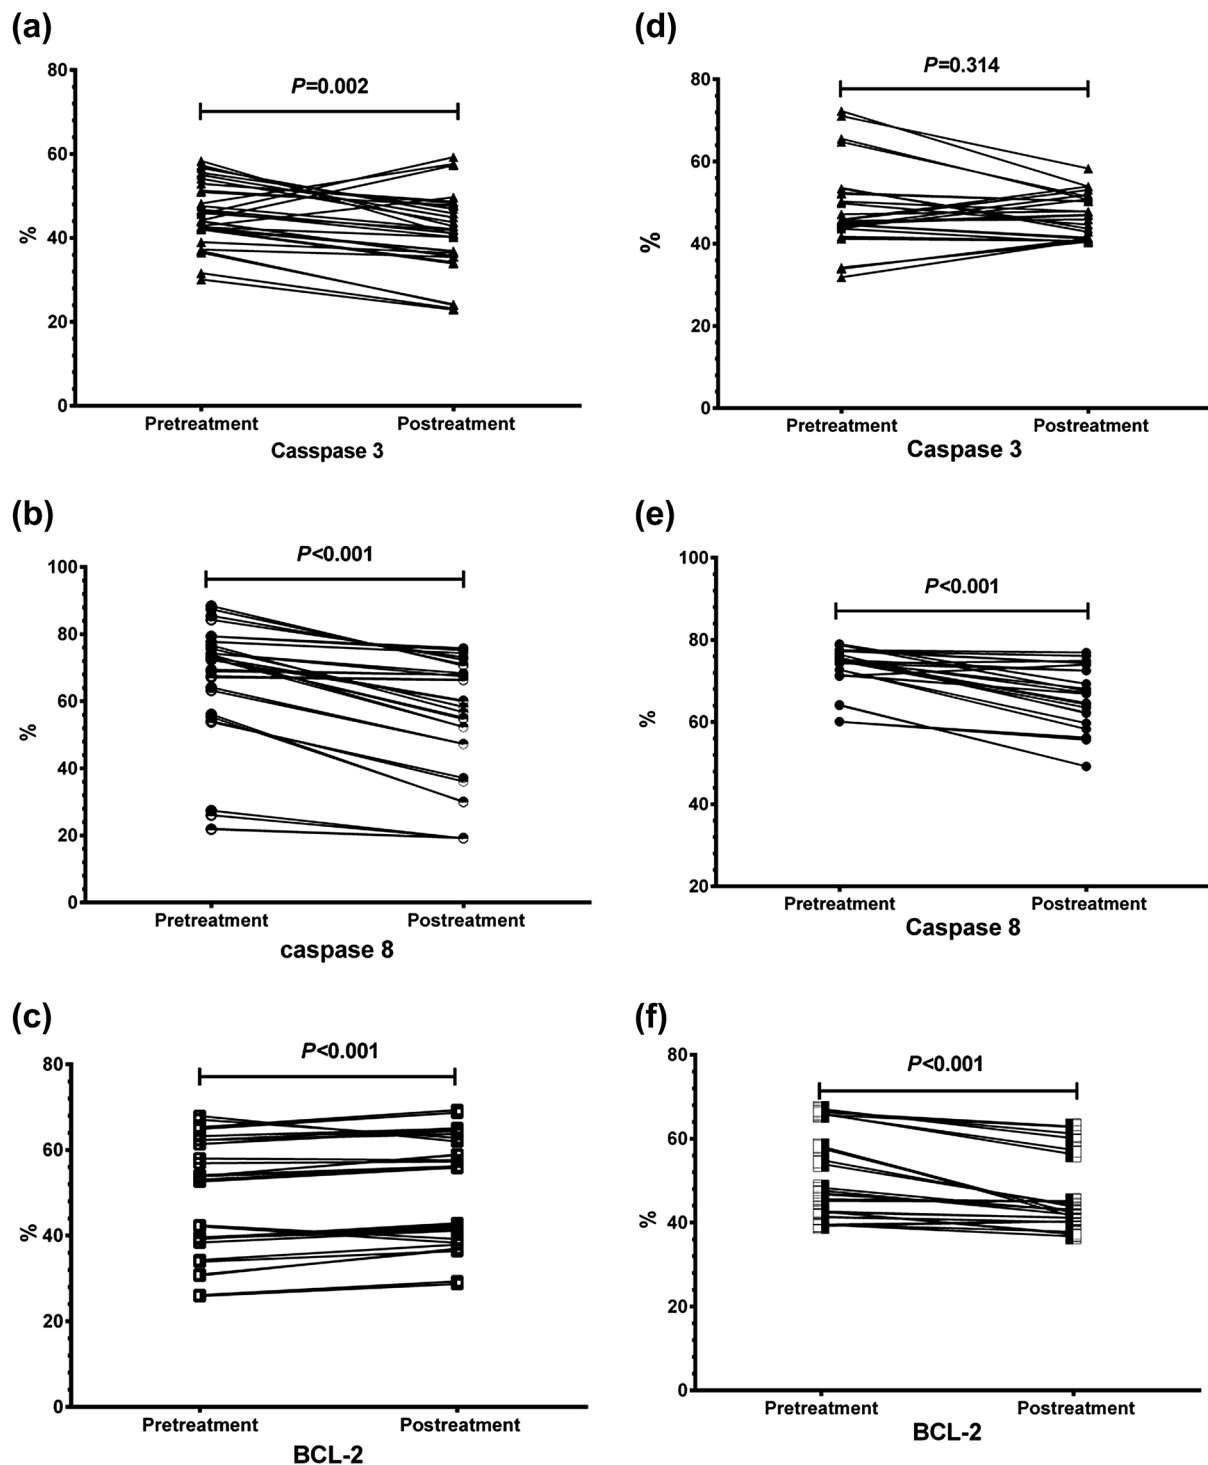 (a)
P=0.002
80
60
40
20
0
%
Pretreatment Postreatment
Casspase 3
(d)
P=0.314
80
60
40
20
0
%
Pretreatment Postreatment
Caspase 3
(b)
P<0.001
100
80
60
40
20
0
%
Pretreatment Postreatment
caspase 8
(e)
P<0.001
100
80
60
40
20
%
Pretreatment Postreatment
Caspase 8
(c)
P<0.001
80
60
40
20
0
%
Pretreatment Postreatment
BCL-2
(f)
P<0.001
80
60
40
20
0
%
Pretreatment Postreatment
BCL-2